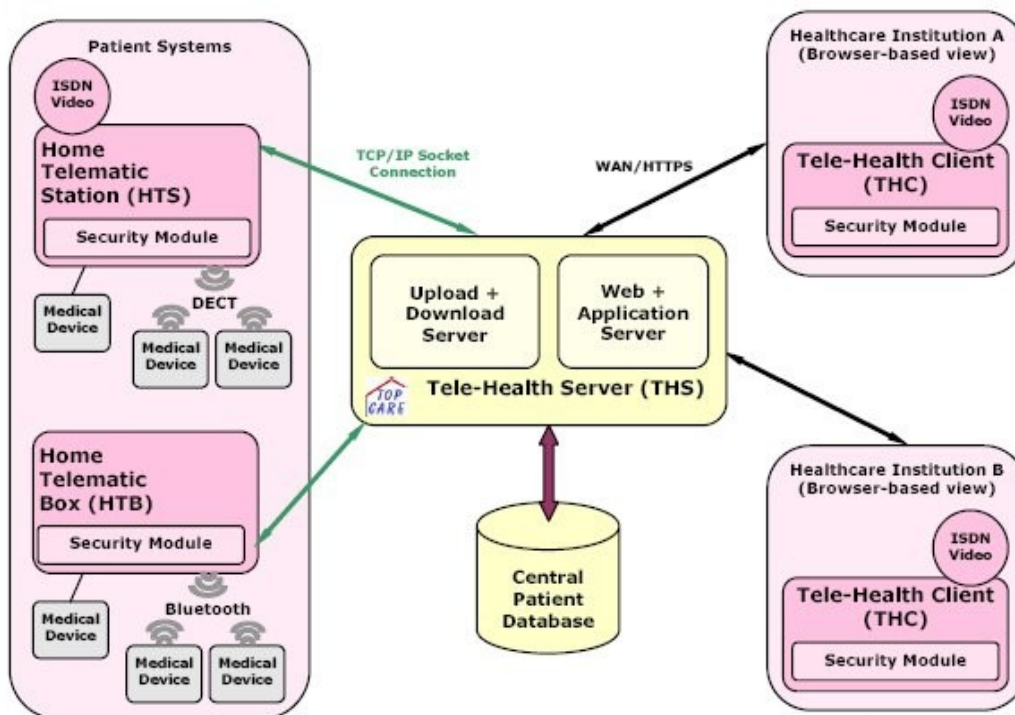 Patient Systems
ISDN
Video
Home
Telematic
Station (HTS)
Security Module
Medical
Device
DECT
Medical
Device
Medical
Device
Home
Telematic
Box (HTB)
Security Module
Medical
Device
Bluetooth
Medical
Device
Medical
Device
TCP/IP Socket
Connection
WAN/HTTPS
Upload +
Download
Server
Web +
Application
Server
TOP
CARE
Tele-Health Server (THS)
Central
Patient
Database
Healthcare Institution A
(Browser-based view)
ISDN
Video
Tele-Health Client
(THC)
Security Module
Healthcare Institution B
(Browser-based view)
ISDN
Video
Tele-Health Client
(THC)
Security Module